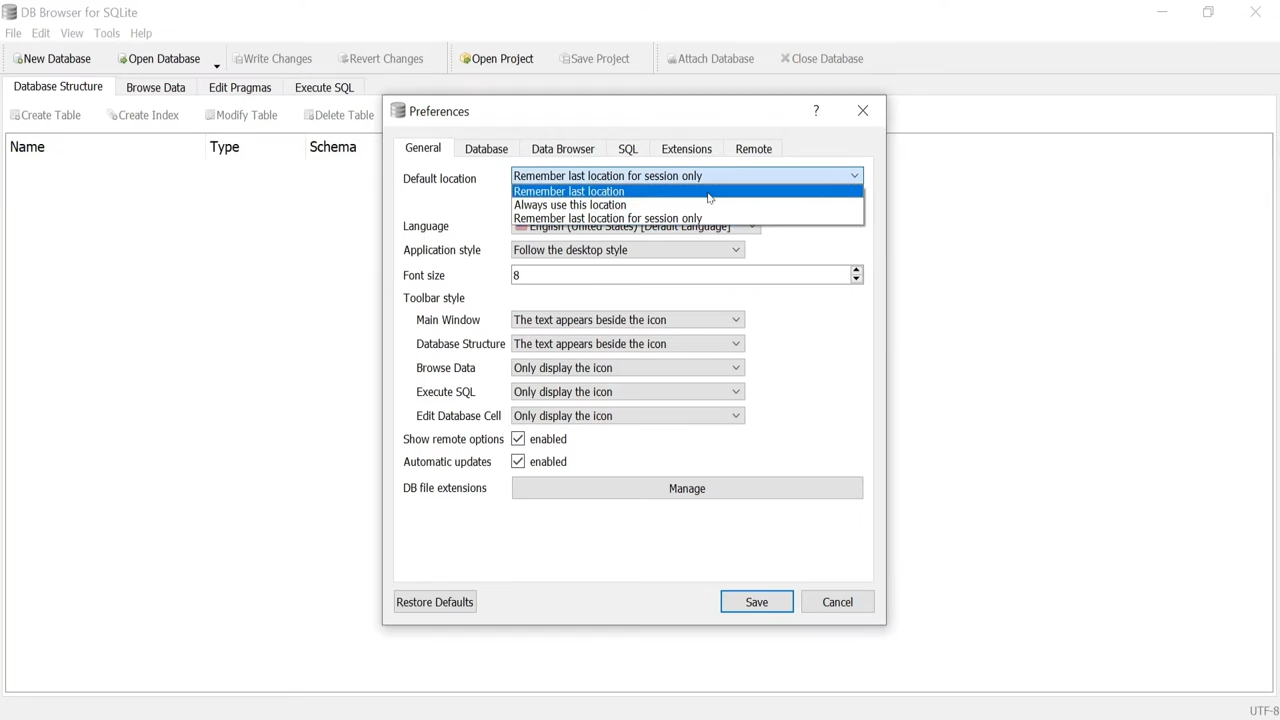 DB Browser for SQLite
File Edit View Tools Help
New Database Open Database Write Changes Revert Changes Open Project Save Project Attach Database Close Database
Database Structure Browse Data Edit Pragmas Execute SQL
Create Table Create Index Modify Table Delete Table
Name Type Schema
Preferences ?
General Database Data Browser SQL Extensions Remote
Default location Remember last location for session only
Remember last location
Always use this location
Remember last location for session only
Language English (United States) [Default Language]
Application style Follow the desktop style
Font size 8
Toolbar style
Main Window The text appears beside the icon
Database Structure The text appears beside the icon
Browse Data Only display the icon
Execute SQL Only display the icon
Edit Database Cell Only display the icon
Show remote options enabled
Automatic updates enabled
DB file extensions Manage
Restore Defaults Save Cancel
UTF-8